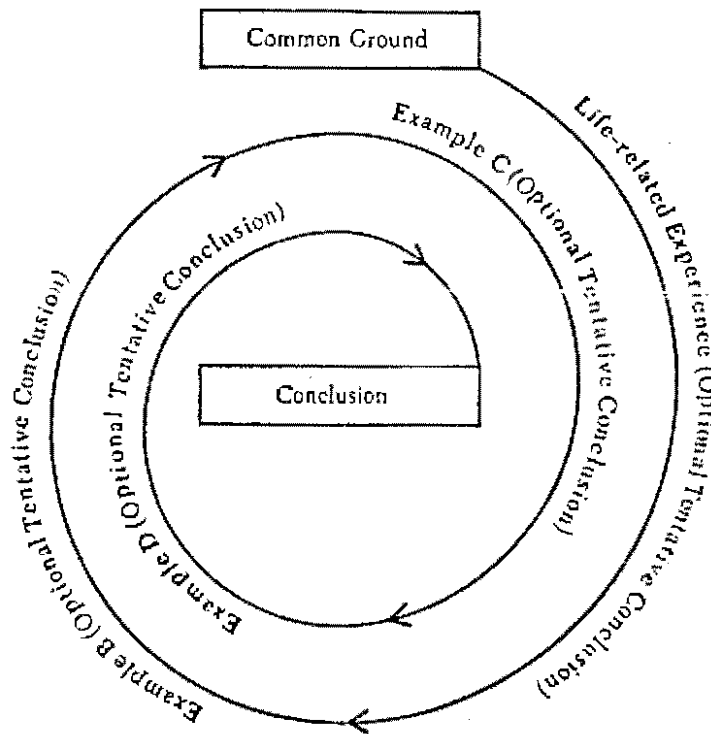 Common Ground
Life-related Experience (Optional Tentative Conclusion)
Example B (Optional Tentative Conclusion)
Example C (Optional Tentative Conclusion)
Example D (Optional Tentative Conclusion)
Conclusion